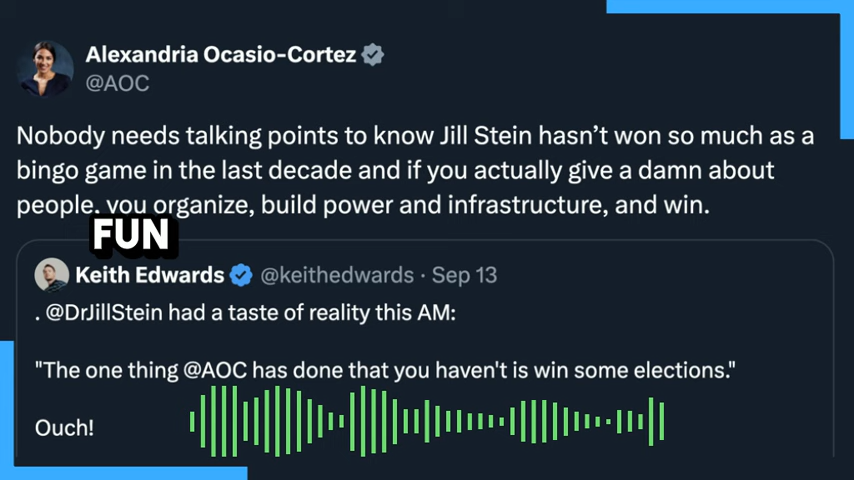 Alexandria Ocasio-Cortez
@AOC
Nobody needs talking points to know Jill Stein hasn’t won so much as a
bingo game in the last decade and if you actually give a damn about
people, you organize, build power and infrastructure, and win.
FUN
Keith Edwards @keithedwards · Sep 13
. @DrJillStein had a taste of reality this AM:
"The one thing @AOC has done that you haven't is win some elections."
Ouch!